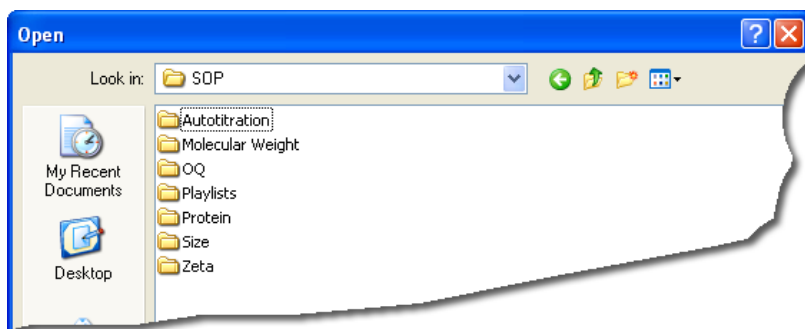 Open
Look in: SOP
My Recent
Documents
Desktop
Autotitration
Molecular Weight
OQ
Playlists
Protein
Size
Zeta